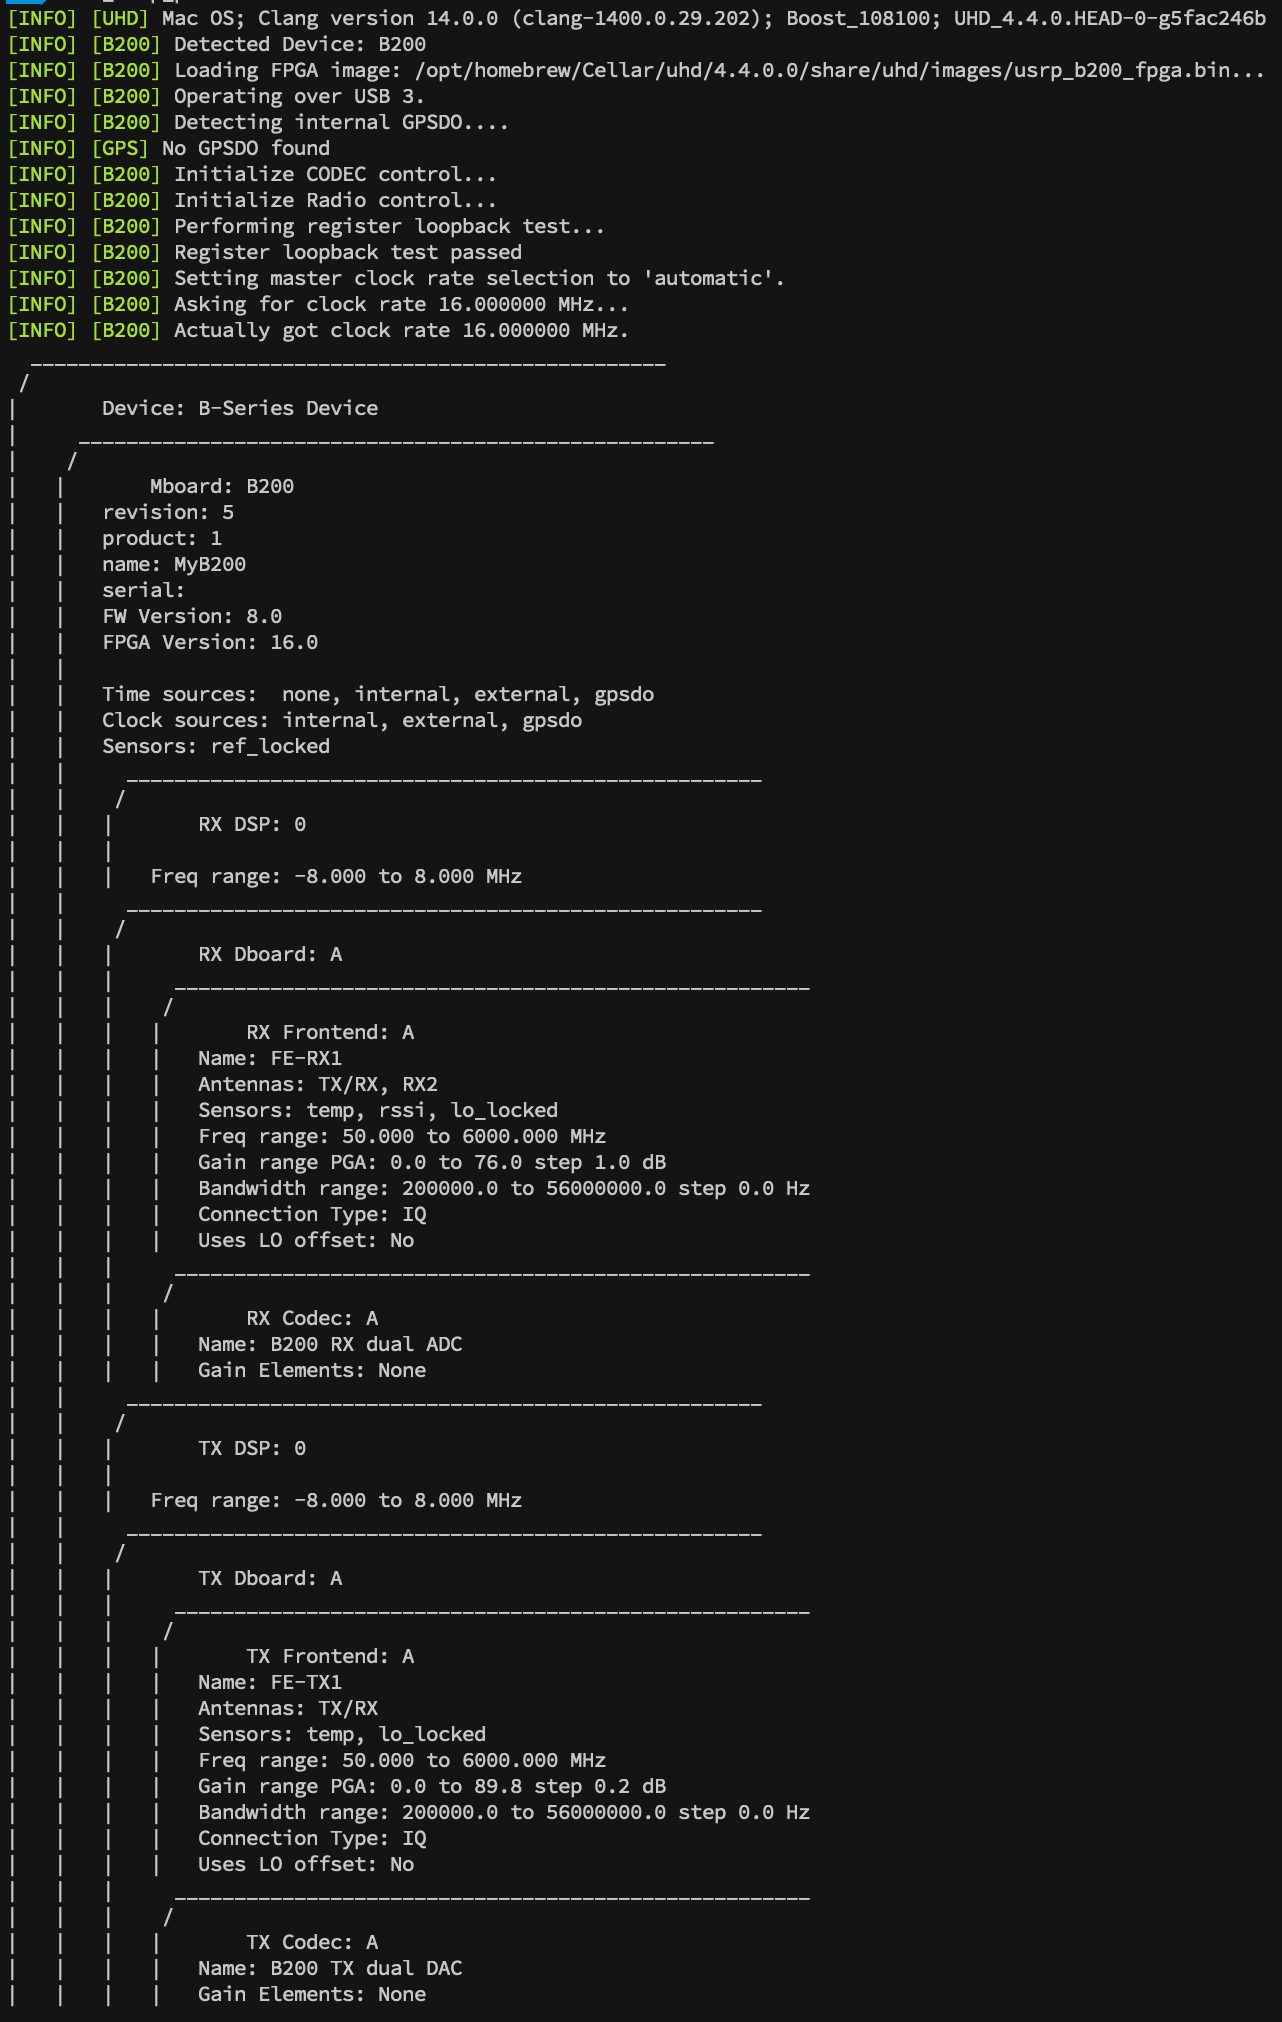 [INFO] [UHD] Mac OS; Clang version 14.0.0 (clang-1400.0.29.202); Boost_108100; UHD_4.4.0.HEAD-0-g5fac246b
[INFO] [B200] Detected Device: B200
[INFO] [B200] Loading FPGA image: /opt/homebrew/Cellar/uhd/4.4.0.0/share/uhd/images/usrp_b200_fpga.bin...
[INFO] [B200] Operating over USB 3.
[INFO] [B200] Detecting internal GPSDO....
[INFO] [GPS] No GPSDO found
[INFO] [B200] Initialize CODEC control...
[INFO] [B200] Initialize Radio control...
[INFO] [B200] Performing register loopback test...
[INFO] [B200] Register loopback test passed
[INFO] [B200] Setting master clock rate selection to 'automatic'.
[INFO] [B200] Asking for clock rate 16.000000 MHz...
[INFO] [B200] Actually got clock rate 16.000000 MHz.
Device: B-Series Device
Mboard: B200
revision: 5
product: 1
name: MyB200
serial:
FW Version: 8.0
FPGA Version: 16.0
Time sources:  none, internal, external, gpsdo
Clock sources: internal, external, gpsdo
Sensors: ref_locked
RX DSP: 0
Freq range: -8.000 to 8.000 MHz
RX Dboard: A
RX Frontend: A
Name: FE-RX1
Antennas: TX/RX, RX2
Sensors: temp, rssi, lo_locked
Freq range: 50.000 to 6000.000 MHz
Gain range PGA: 0.0 to 76.0 step 1.0 dB
Bandwidth range: 200000.0 to 56000000.0 step 0.0 Hz
Connection Type: IQ
Uses LO offset: No
RX Codec: A
Name: B200 RX dual ADC
Gain Elements: None
TX DSP: 0
Freq range: -8.000 to 8.000 MHz
TX Dboard: A
TX Frontend: A
Name: FE-TX1
Antennas: TX/RX
Sensors: temp, lo_locked
Freq range: 50.000 to 6000.000 MHz
Gain range PGA: 0.0 to 89.8 step 0.2 dB
Bandwidth range: 200000.0 to 56000000.0 step 0.0 Hz
Connection Type: IQ
Uses LO offset: No
TX Codec: A
Name: B200 TX dual DAC
Gain Elements: None